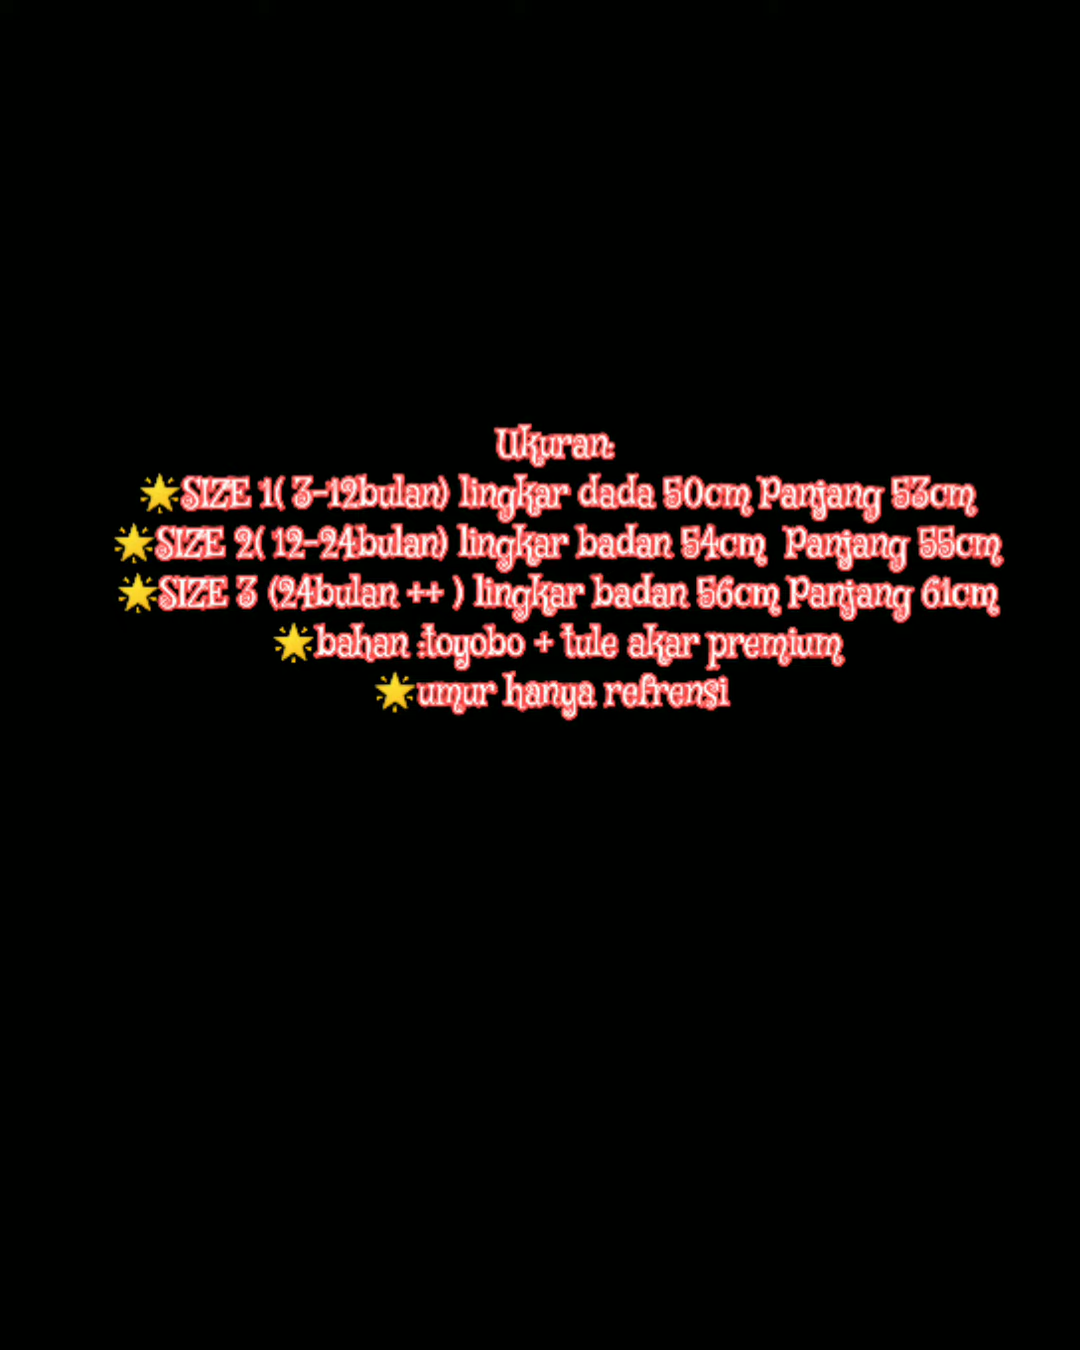 Ukuran:
🌟SIZE 1( 3-12bulan) lingkar dada 50cm Panjang 53cm
🌟SIZE 2( 12-24bulan) lingkar badan 54cm Panjang 55cm
🌟SIZE 3 (24bulan ++ ) lingkar badan 56cm Panjang 61cm
🌟bahan :toyobo + tule akar premium
🌟umur hanya refrensi